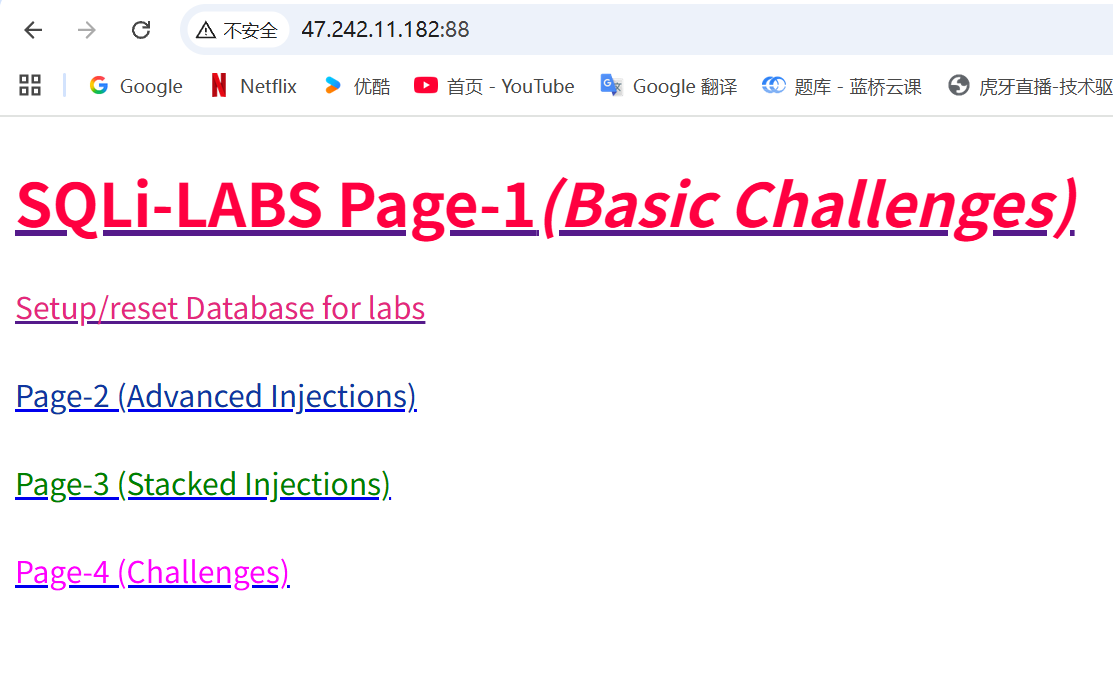 不安全 47.242.11.182:88
Google Netflix 优酷 首页 - YouTube Google 翻译 题库 - 蓝桥云课 虎牙直播-技术驱
SQLi-LABS Page-1(Basic Challenges)
Setup/reset Database for labs
Page-2 (Advanced Injections)
Page-3 (Stacked Injections)
Page-4 (Challenges)